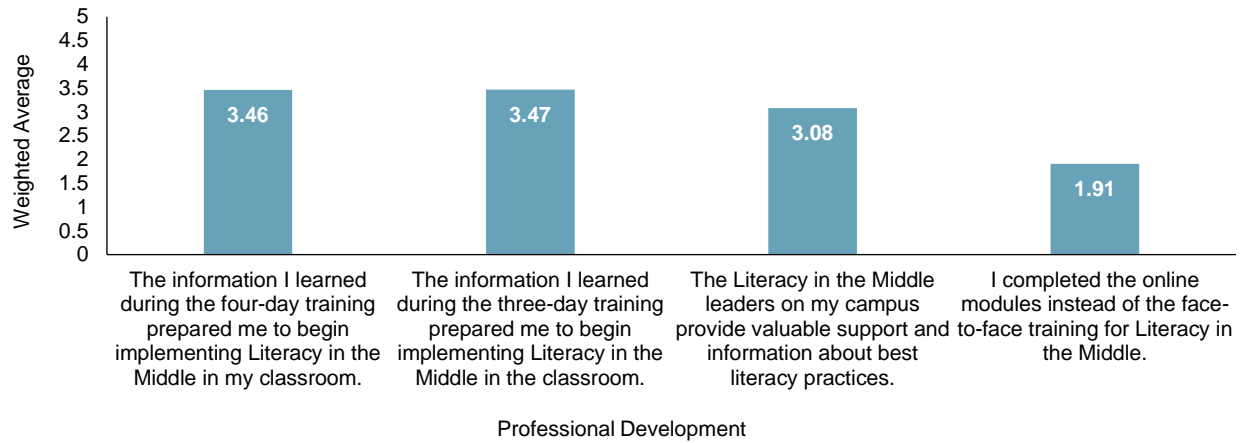 5
4.5
4
3.5
3
2.5
2
1.5
1
0.5
0
Weighted Average
3.46
3.47
3.08
1.91
The information I learned
during the four-day training
prepared me to begin
implementing Literacy in the
Middle in my classroom.
The information I learned
during the three-day training
prepared me to begin
implementing Literacy in the
Middle in the classroom.
The Literacy in the Middle
leaders on my campus
provide valuable support and
information about best
literacy practices.
I completed the online
modules instead of the face-
to-face training for Literacy in
the Middle.
Professional Development